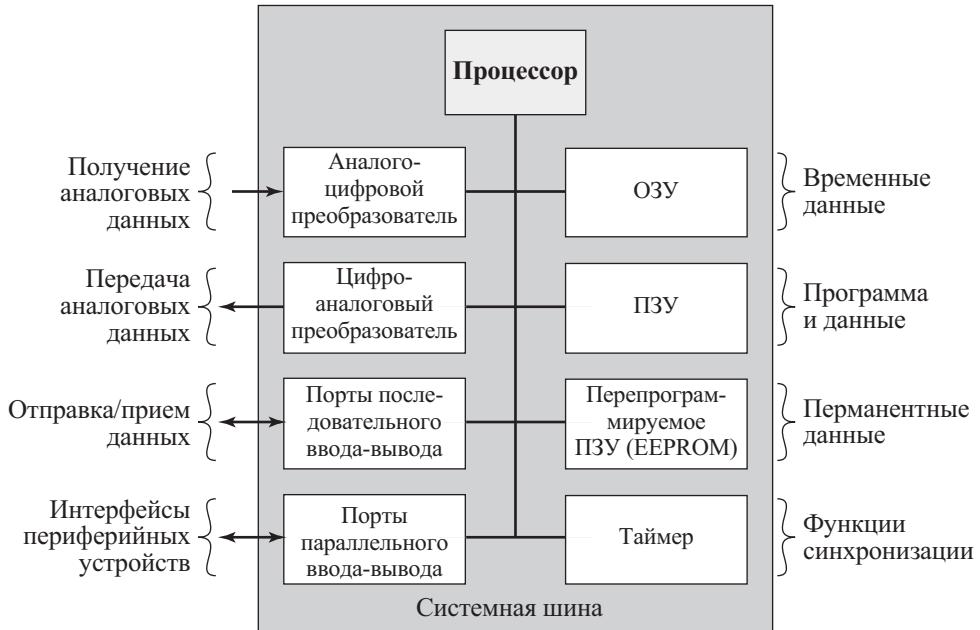 Процессор
Получение
аналоговых
данных
Аналого-
цифровой
преобразователь
ОЗУ
Временные
данные
Передача
аналоговых
данных
Цифро-
аналоговый
преобразователь
ПЗУ
Программа
и данные
Отправка/прием
данных
Порты после-
довательного
ввода-вывода
Перепрограм-
мируемое
ПЗУ (EEPROM)
Перманентные
данные
Интерфейсы
периферийных
устройств
Порты
параллельного
ввода-вывода
Таймер
Функции
синхронизации
Системная шина